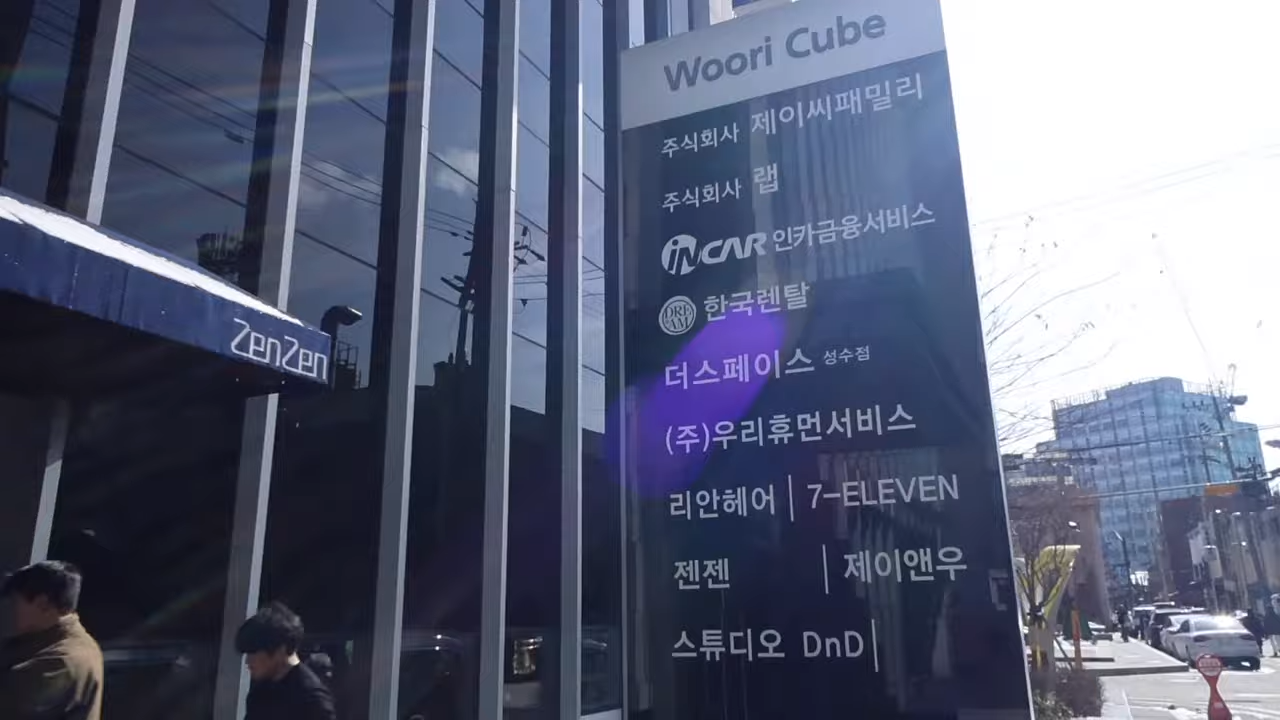 Woori Cube
주식회사 제이씨패밀리
주식회사 랩
iNCAR 인카금융서비스
DREAM 한국렌탈
더스페이스 성수점
(주)우리휴먼서비스
리안헤어 | 7-ELEVEN
젠젠 | 제이앤우
스튜디오 DnD |
ZenZen